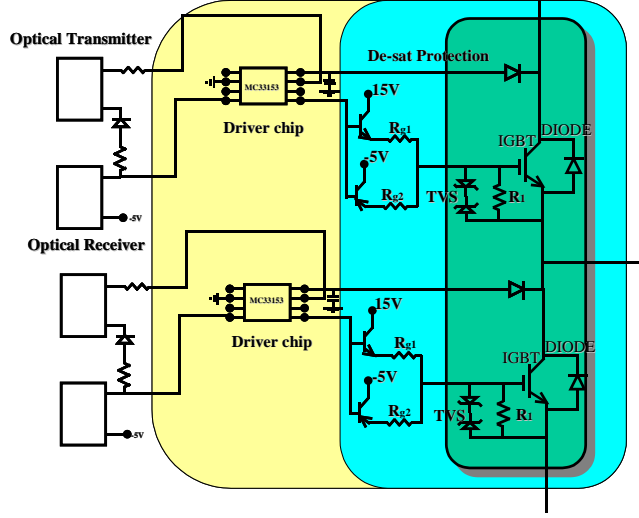 Optical Transmitter
De-sat Protection
MC33153
15V
Driver chip
Rg1
DIODE
IGBT
-5V
TVS
R1
Rg2
-5V
Optical Receiver
MC33153
15V
Driver chip
Rg1
DIODE
IGBT
-5V
TVS
R1
Rg2
-5V